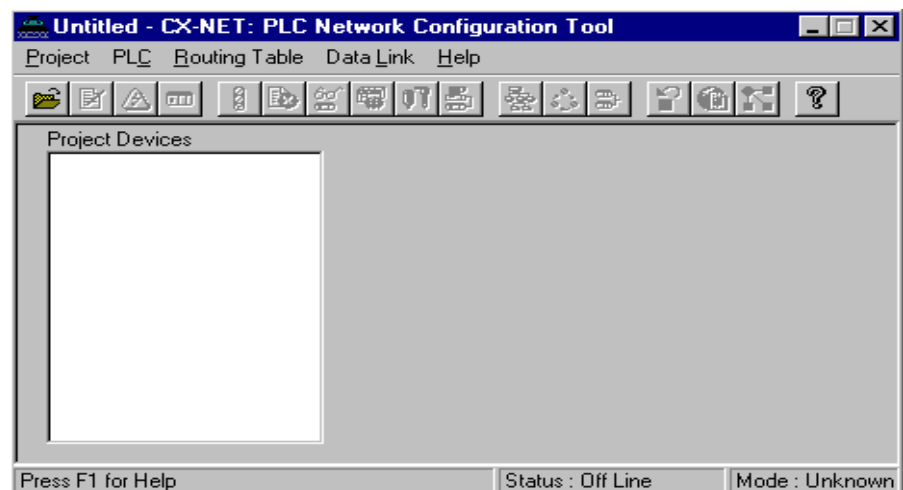 Untitled - CX-NET: PLC Network Configuration Tool
Project PLC Routing Table Data Link Help
?
Project Devices
Press F1 for Help Status : Off Line Mode : Unknown